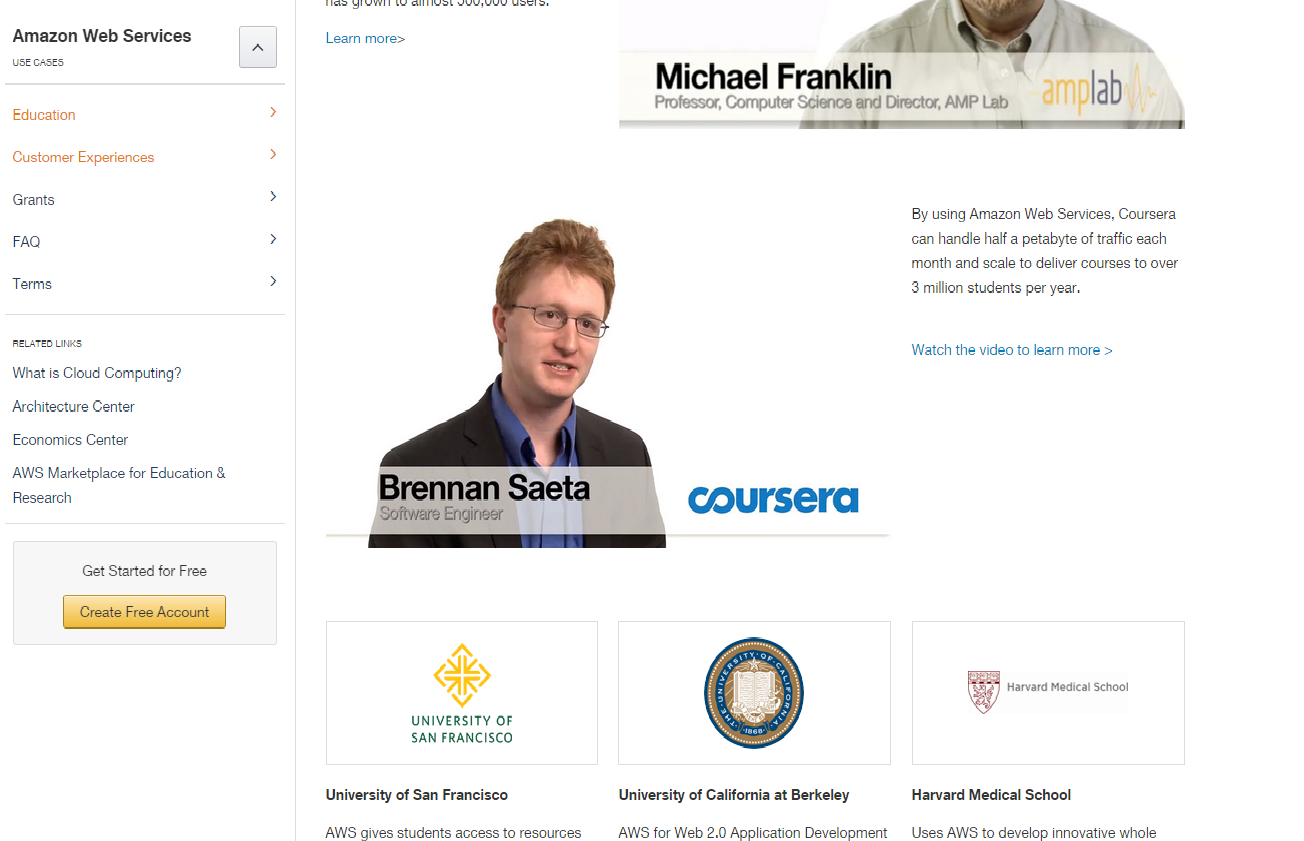 Amazon Web Services
USE CASES
Education
Customer Experiences
Grants
FAQ
Terms
RELATED LINKS
What is Cloud Computing?
Architecture Center
Economics Center
AWS Marketplace for Education &
Research
Get Started for Free
Create Free Account
has grown to almost 500,000 users.
Learn more>
Michael Franklin
Professor, Computer Science and Director, AMP Lab
amplab
By using Amazon Web Services, Coursera
can handle half a petabyte of traffic each
month and scale to deliver courses to over
3 million students per year.
Watch the video to learn more >
Brennan Saeta
Software Engineer
coursera
UNIVERSITY OF
SAN FRANCISCO
THE·UNIVERSITY·OF·CALIFORNIA
·1868·
Harvard Medical School
University of San Francisco
AWS gives students access to resources
University of California at Berkeley
AWS for Web 2.0 Application Development
Harvard Medical School
Uses AWS to develop innovative whole